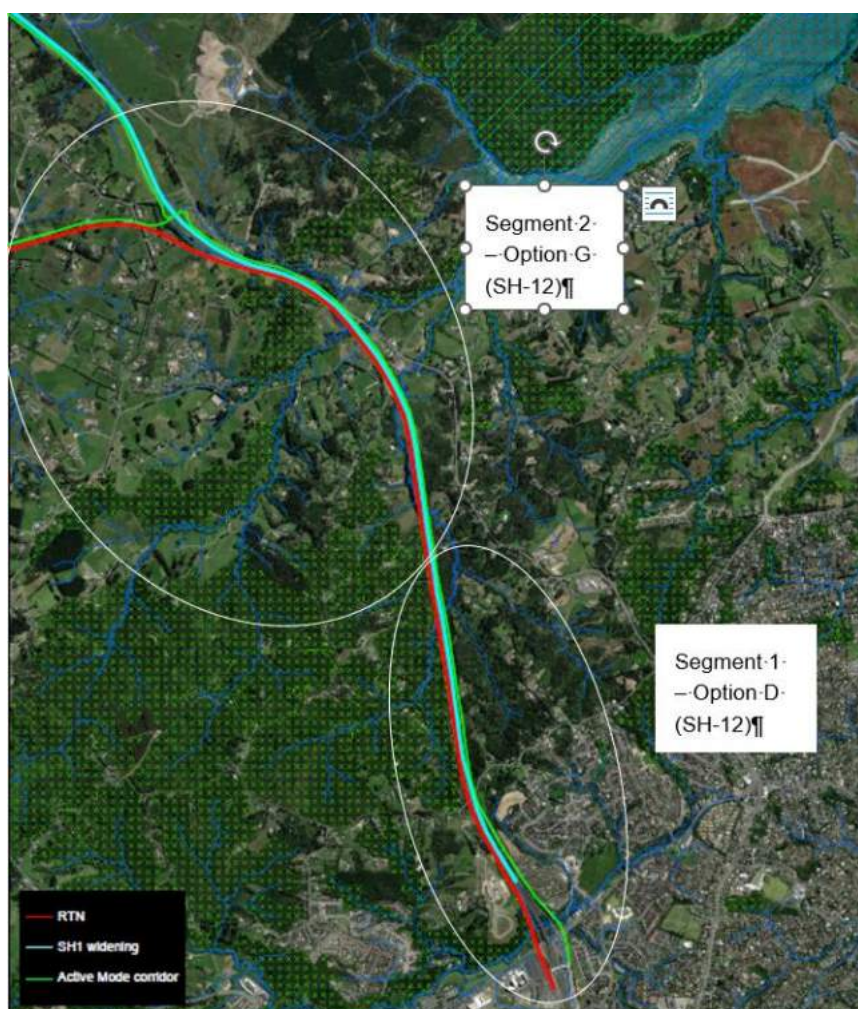 Segment·2·
–·Option·G·
(SH-12)¶
Segment·1·
–·Option·D·
(SH-12)¶
RTN
SH1 widening
Active Mode corridor